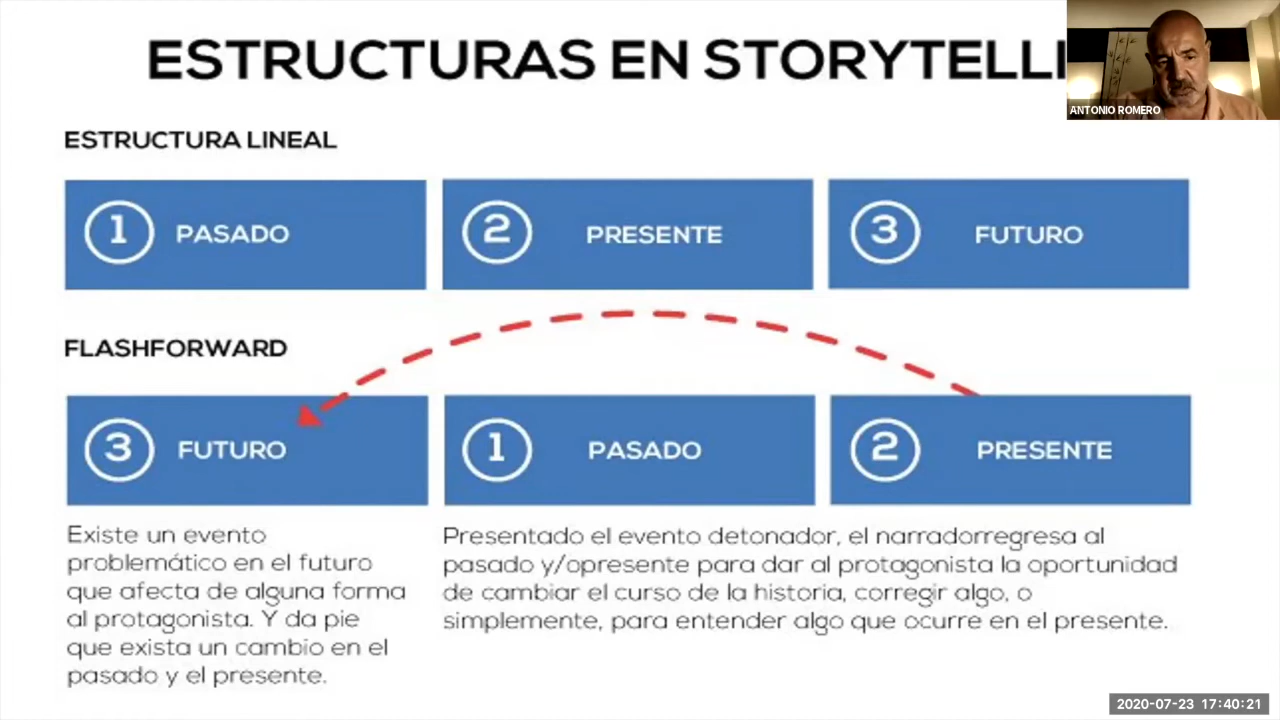 ESTRUCTURAS EN STORYTELLI
ANTONIO ROMERO
ESTRUCTURA LINEAL
1 PASADO
2 PRESENTE
3 FUTURO
FLASHFORWARD
3 FUTURO
1 PASADO
2 PRESENTE
Existe un evento
problemático en el futuro
que afecta de alguna forma
al protagonista. Y da pie
que exista un cambio en el
pasado y el presente.
Presentado el evento detonador, el narradorregresa al
pasado y/opresente para dar al protagonista la oportunidad
de cambiar el curso de la historia, corregir algo, o
simplemente, para entender algo que ocurre en el presente.
2020-07-23 17:40:21